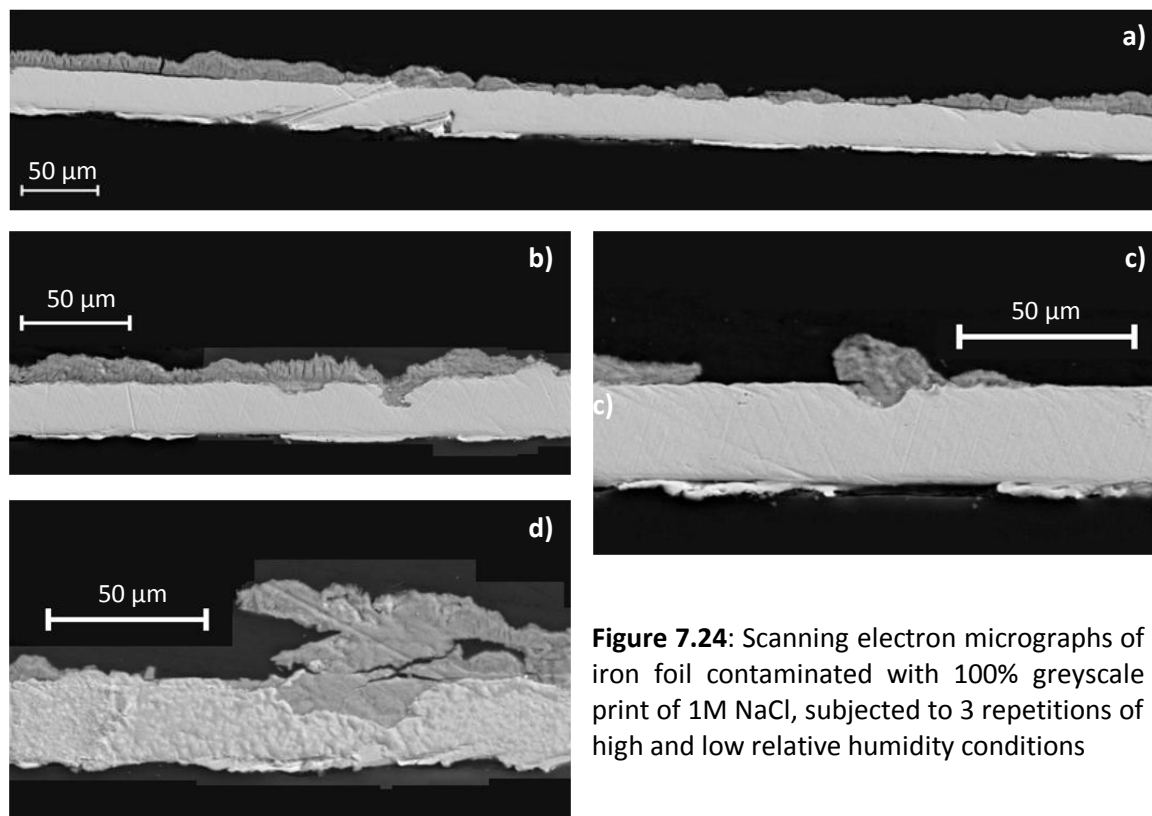 a)
50 µm
b)
50 µm
c)
50 µm
c)
d)
50 µm
Figure 7.24: Scanning electron micrographs of
iron foil contaminated with 100% greyscale
print of 1M NaCl, subjected to 3 repetitions of
high and low relative humidity conditions